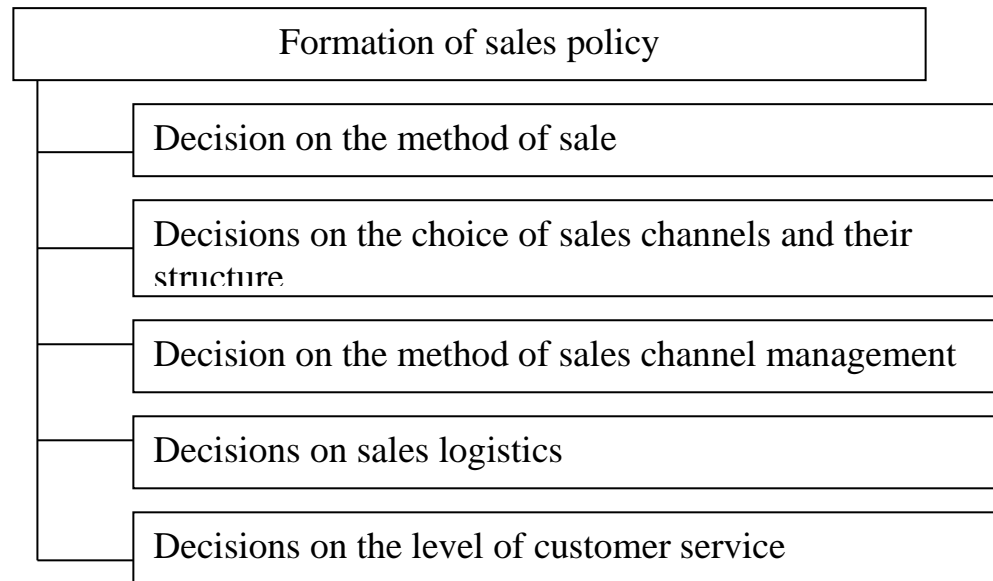 Formation of sales policy
Decision on the method of sale
Decisions on the choice of sales channels and their
structure
Decision on the method of sales channel management
Decisions on sales logistics
Decisions on the level of customer service